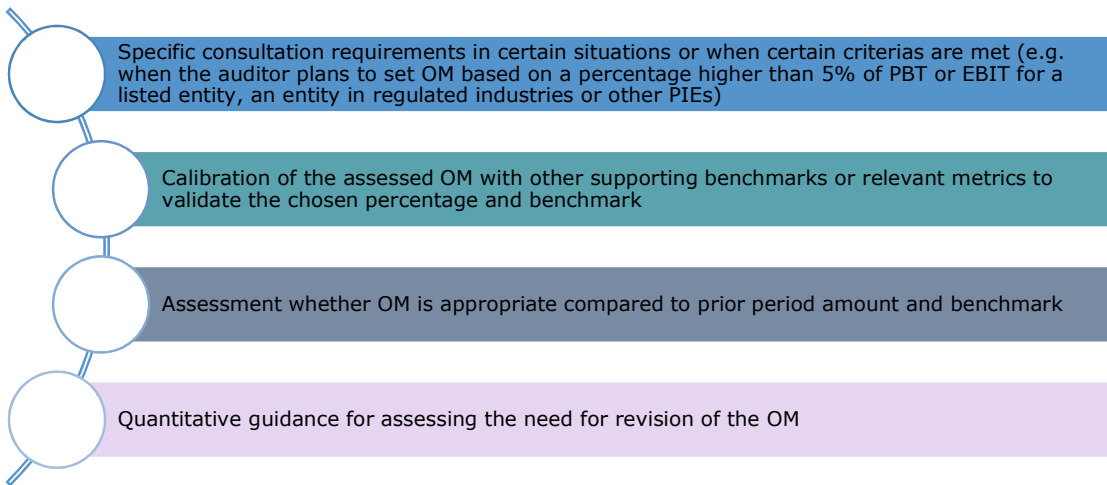 Specific consultation requirements in certain situations or when certain criterias are met (e.g.
when the auditor plans to set OM based on a percentage higher than 5% of PBT or EBIT for a
listed entity, an entity in regulated industries or other PIEs)
Calibration of the assessed OM with other supporting benchmarks or relevant metrics to
validate the chosen percentage and benchmark
Assessment whether OM is appropriate compared to prior period amount and benchmark
Quantitative guidance for assessing the need for revision of the OM